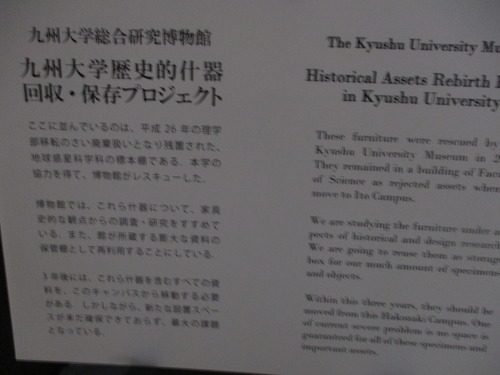 九州大学総合研究博物館
九州大学歴史的什器
回収・保存プロジェクト
ここに並んでいるのは、平成26年の理学
部移転のさい廃棄扱いとなり残置された、
地球惑星科学科の標本棚である。本学の
協力を得て、博物館がレスキューした.
博物館では、これら什器について、家具
史的な観点からの調査・研究をすすめて
いる. また、館が所蔵する膨大な資料の
保管棚として再利用することにしている.
3年後には、これら什器を含むすべての資
料を、このキャンパスから移動する必要
がある. しかしながら、新たな設置スペー
スが未だ確保できておらず、最大の課題
となっている.
The Kyushu University
Historical Assets Rebirth
in Kyushu University
These furniture were rescued by
Kyushu University Museum in
They remained in a building of
of Science as rejected assets
move to Ito Campus.
We are studying the furniture under
pects of historical and design
We are going to reuse them as
box for our much amount of
and objects.
Within this three years, they should be
moved from this Hakozaki Campus. One
of current severe problem is no space is
guaranteed for all of these specimens and
important assets.